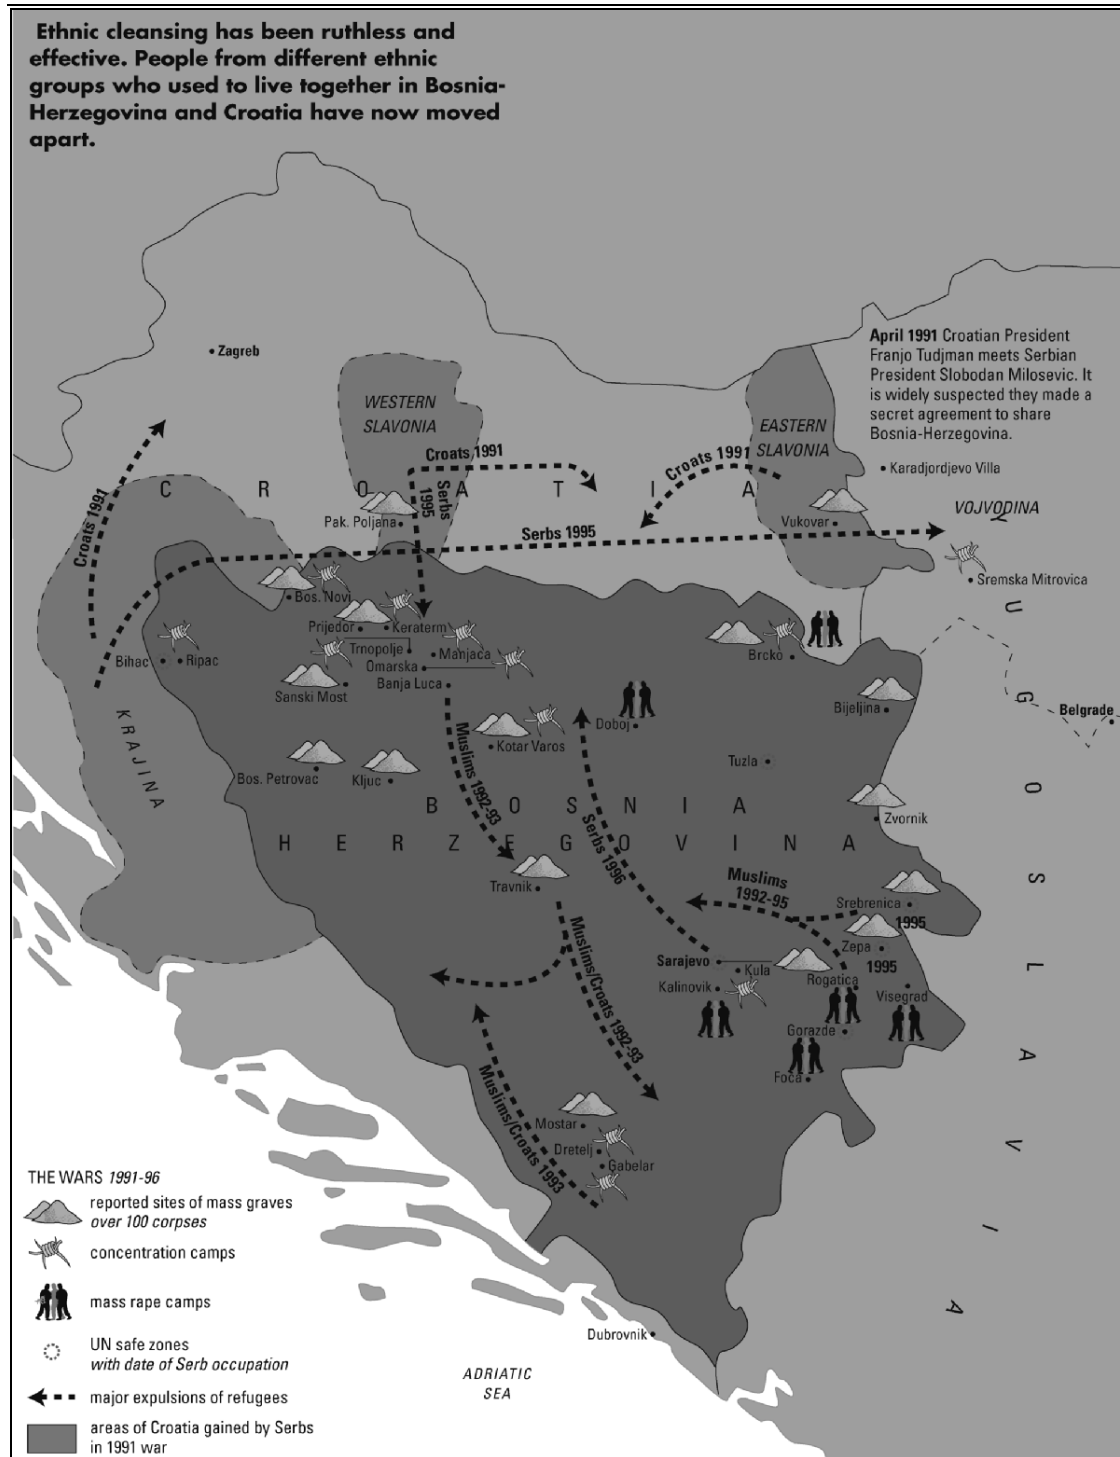 Ethnic cleansing has been ruthless and
effective. People from different ethnic
groups who used to live together in Bosnia-
Herzegovina and Croatia have now moved
apart.
April 1991 Croatian President
Franjo Tudjman meets Serbian
President Slobodan Milosevic. It
is widely suspected they made a
secret agreement to share
Bosnia-Herzegovina.
Zagreb
WESTERN
SLAVONIA
EASTERN
SLAVONIA
Croats 1991
Croats 1991
Croats 1991
Karadjordjevo Villa
CROATIA
Serbs
1995
VOJVODINA
Pak. Poljana
Vukovar
Serbs 1995
Sremska Mitrovica
Bos. Novi
Prijedor
Keraterm
Trnopolje
Manjaca
Bihac
Ripac
Omarska
Brcko
Banja Luca
Sanski Most
Bijeljina
Belgrade
KRAJINA
Doboj
Kotar Varos
Tuzla
Bos. Petrovac
Kljuc
Muslims 1992-93
BOSNIA
HERZEGOVINA
Zvornik
Serbs 1996
Travnik
Muslims
1992-95
Srebrenica
1995
Zepa
1995
Muslims/Croats 1992-93
Sarajevo
Kula
Kalinovik
Rogatica
Visegrad
Gorazde
Foca
YUGOSLAVIA
Muslims/Croats 1993
Mostar
Dretelj
Gabelar
Dubrovnik
ADRIATIC
SEA
THE WARS 1991-96
reported sites of mass graves
over 100 corpses
concentration camps
mass rape camps
UN safe zones
with date of Serb occupation
major expulsions of refugees
areas of Croatia gained by Serbs
in 1991 war